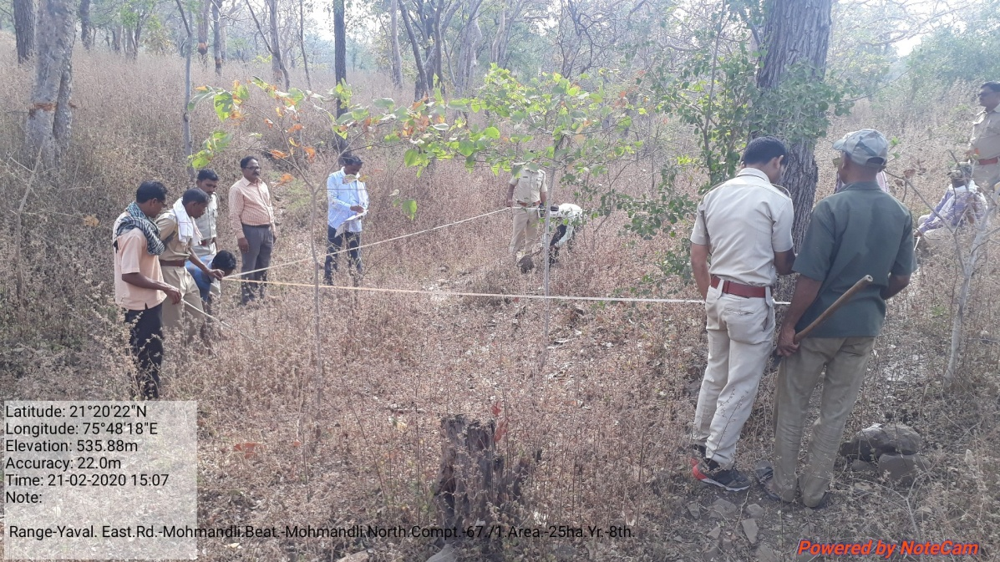 Latitude: 21°20'22"N
Longitude: 75°48'18"E
Elevation: 535.88m
Accuracy: 22.0m
Time: 21-02-2020 15:07
Note:
Range-Yaval. East.Rd.-Mohmandli.Beat.-Mohmandli.North.Compt.-67./1.Area.-25ha.Yr.-8th.
Powered by NoteCam